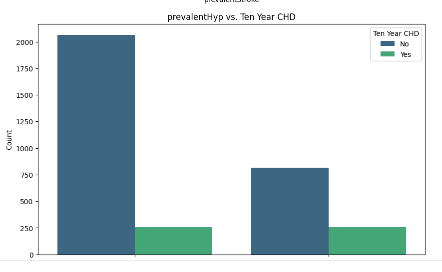 prevalentStroke
prevalentHyp vs. Ten Year CHD
Ten Year CHD
No
Yes
2000
1750
1500
1250
1000
750
500
250
0
Count